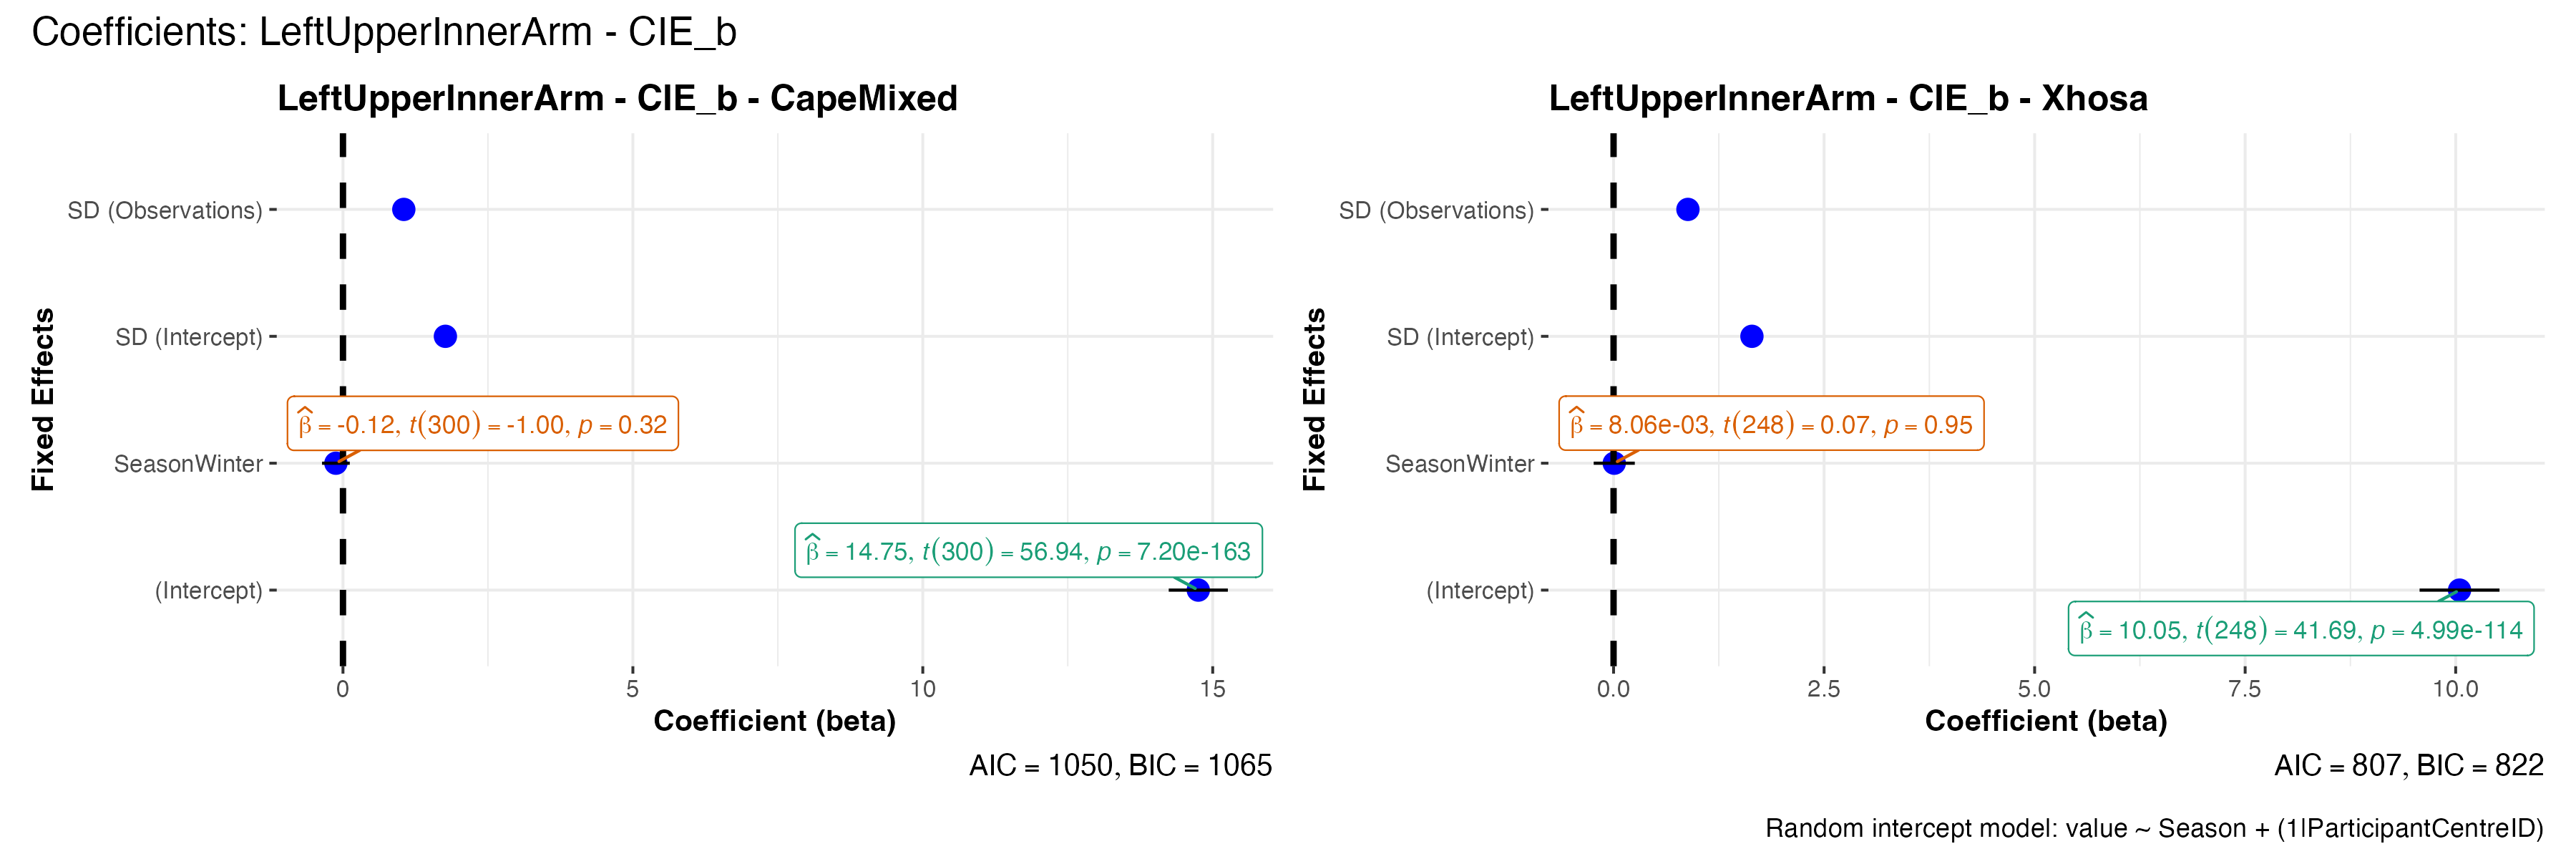 Coefficients: LeftUpperInnerArm - CIE_b
LeftUpperInnerArm - CIE_b - CapeMixed
Fixed Effects
SD (Observations)
SD (Intercept)
β̂ = -0.12, t(300) = -1.00, p = 0.32
SeasonWinter
β̂ = 14.75, t(300) = 56.94, p = 7.20e-163
(Intercept)
0 5 10 15
Coefficient (beta)
AIC = 1050, BIC = 1065
LeftUpperInnerArm - CIE_b - Xhosa
Fixed Effects
SD (Observations)
SD (Intercept)
β̂ = 8.06e-03, t(248) = 0.07, p = 0.95
SeasonWinter
(Intercept)
β̂ = 10.05, t(248) = 41.69, p = 4.99e-114
0.0 2.5 5.0 7.5 10.0
Coefficient (beta)
AIC = 807, BIC = 822
Random intercept model: value ~ Season + (1|ParticipantCentreID)